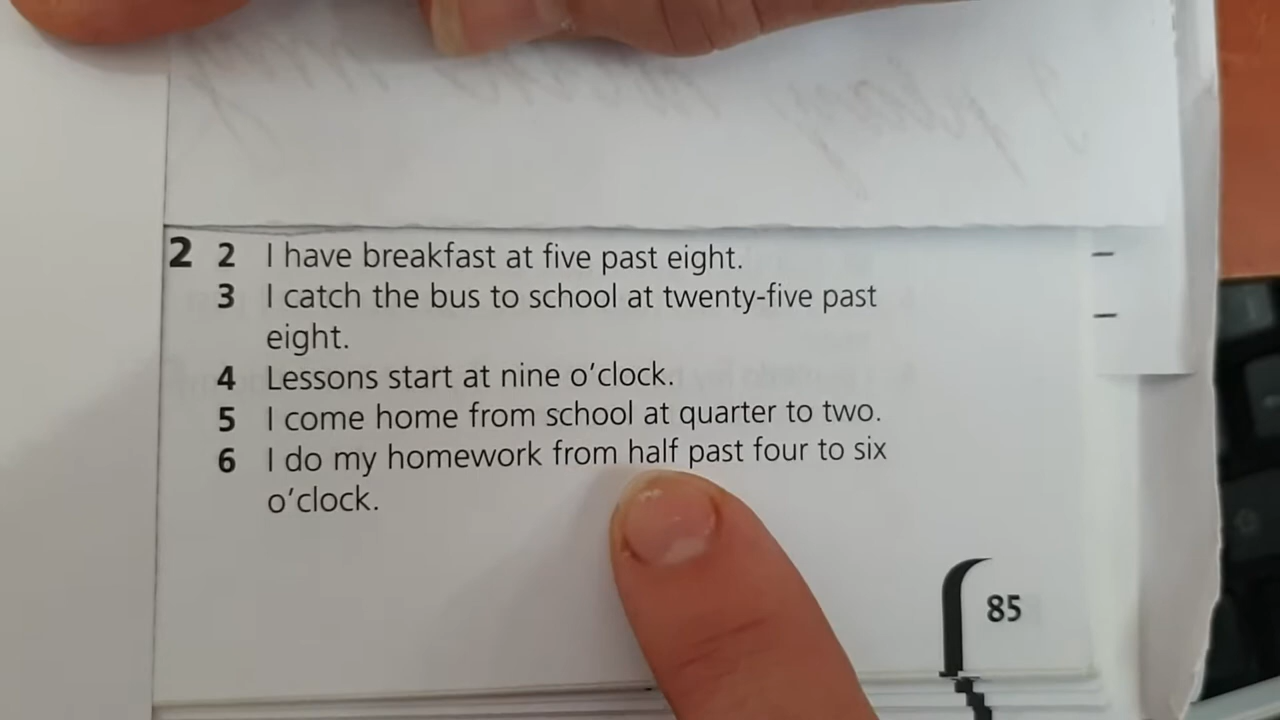 2 2 I have breakfast at five past eight.
3 I catch the bus to school at twenty-five past
eight.
4 Lessons start at nine o'clock.
5 I come home from school at quarter to two.
6 I do my homework from half past four to six
o'clock.
85